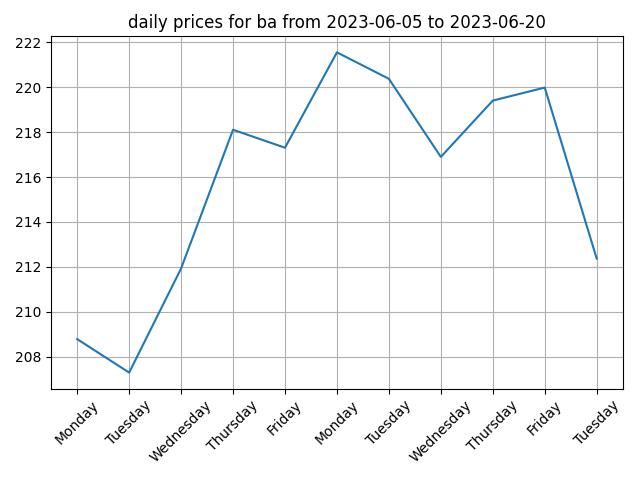 daily prices for ba from 2023-06-05 to 2023-06-20
222
220
218
216
214
212
210
208
Monday
Tuesday
Wednesday
Thursday
Friday
Monday
Tuesday
Wednesday
Thursday
Friday
Tuesday